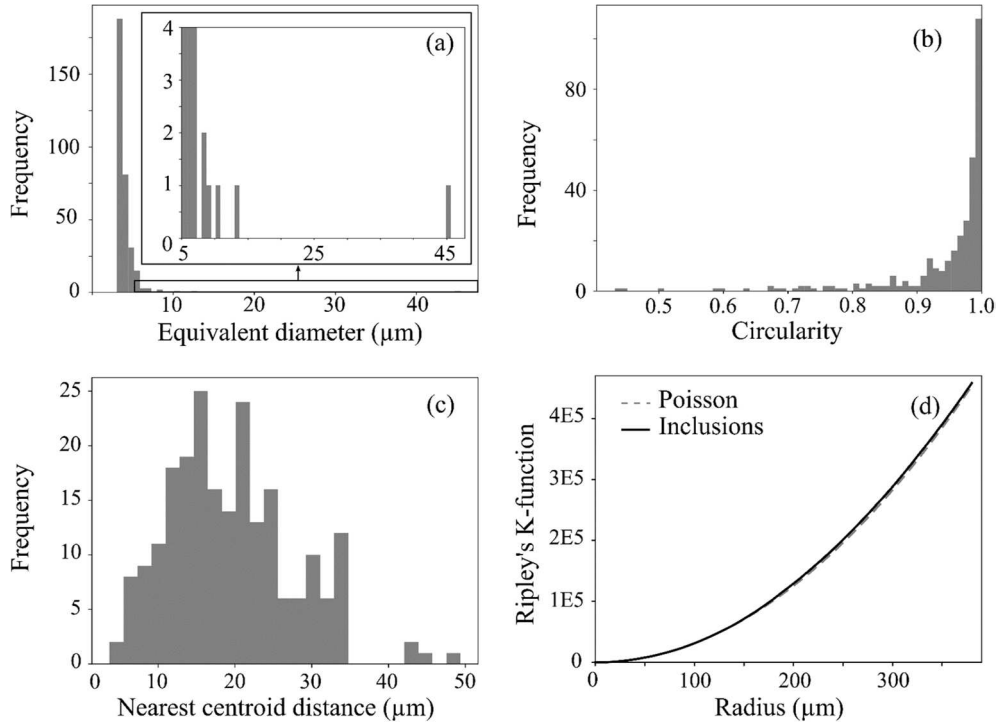 (a)
Frequency
150
100
50
0
10
20
30
40
Equivalent diameter (µm)
4
3
2
1
0
5
25
45
(b)
Frequency
80
40
0
0.5
0.6
0.7
0.8
0.9
1.0
Circularity
(c)
Frequency
25
20
15
10
5
0
0
10
20
30
40
50
Nearest centroid distance (µm)
(d)
Poisson
Inclusions
Ripley's K-function
4E5
3E5
2E5
1E5
0
0
100
200
300
Radius (µm)